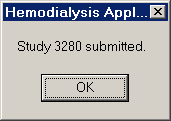 Hemodialysis Appl...
Study 3280 submitted.
OK